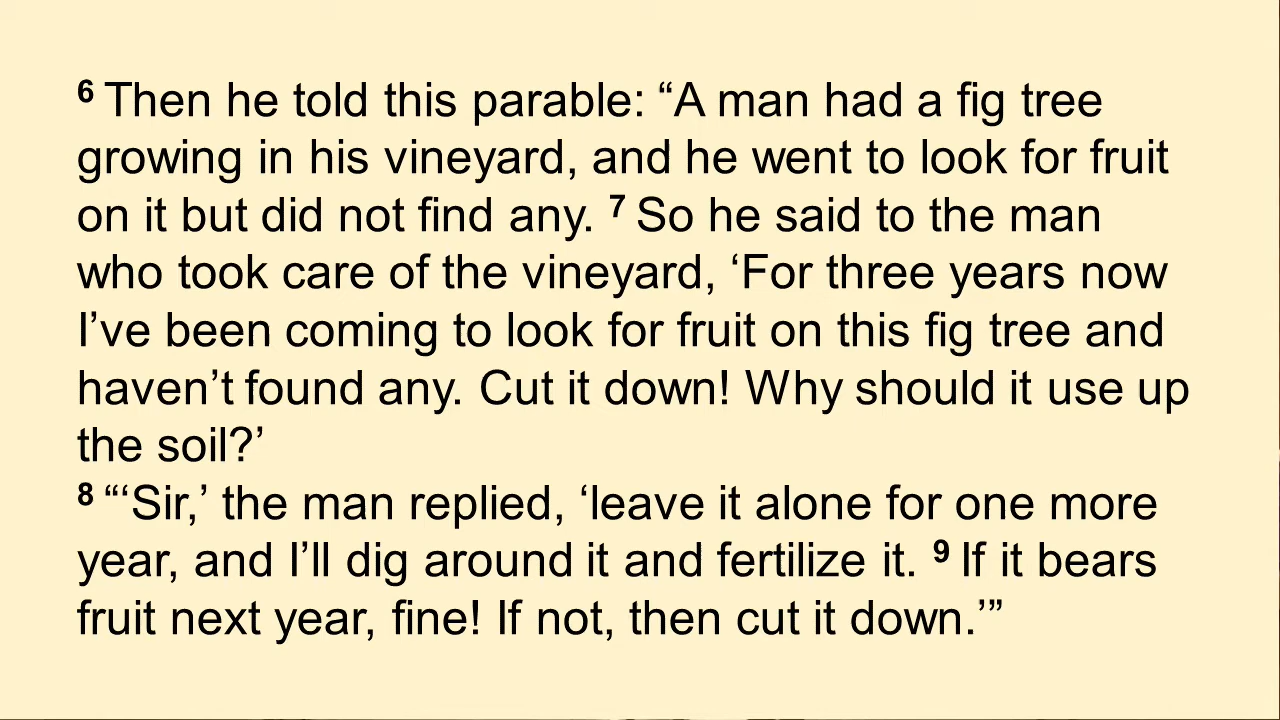 6 Then he told this parable: “A man had a fig tree
growing in his vineyard, and he went to look for fruit
on it but did not find any. 7 So he said to the man
who took care of the vineyard, ‘For three years now
I’ve been coming to look for fruit on this fig tree and
haven’t found any. Cut it down! Why should it use up
the soil?’
8 “‘Sir,’ the man replied, ‘leave it alone for one more
year, and I’ll dig around it and fertilize it. 9 If it bears
fruit next year, fine! If not, then cut it down.’”